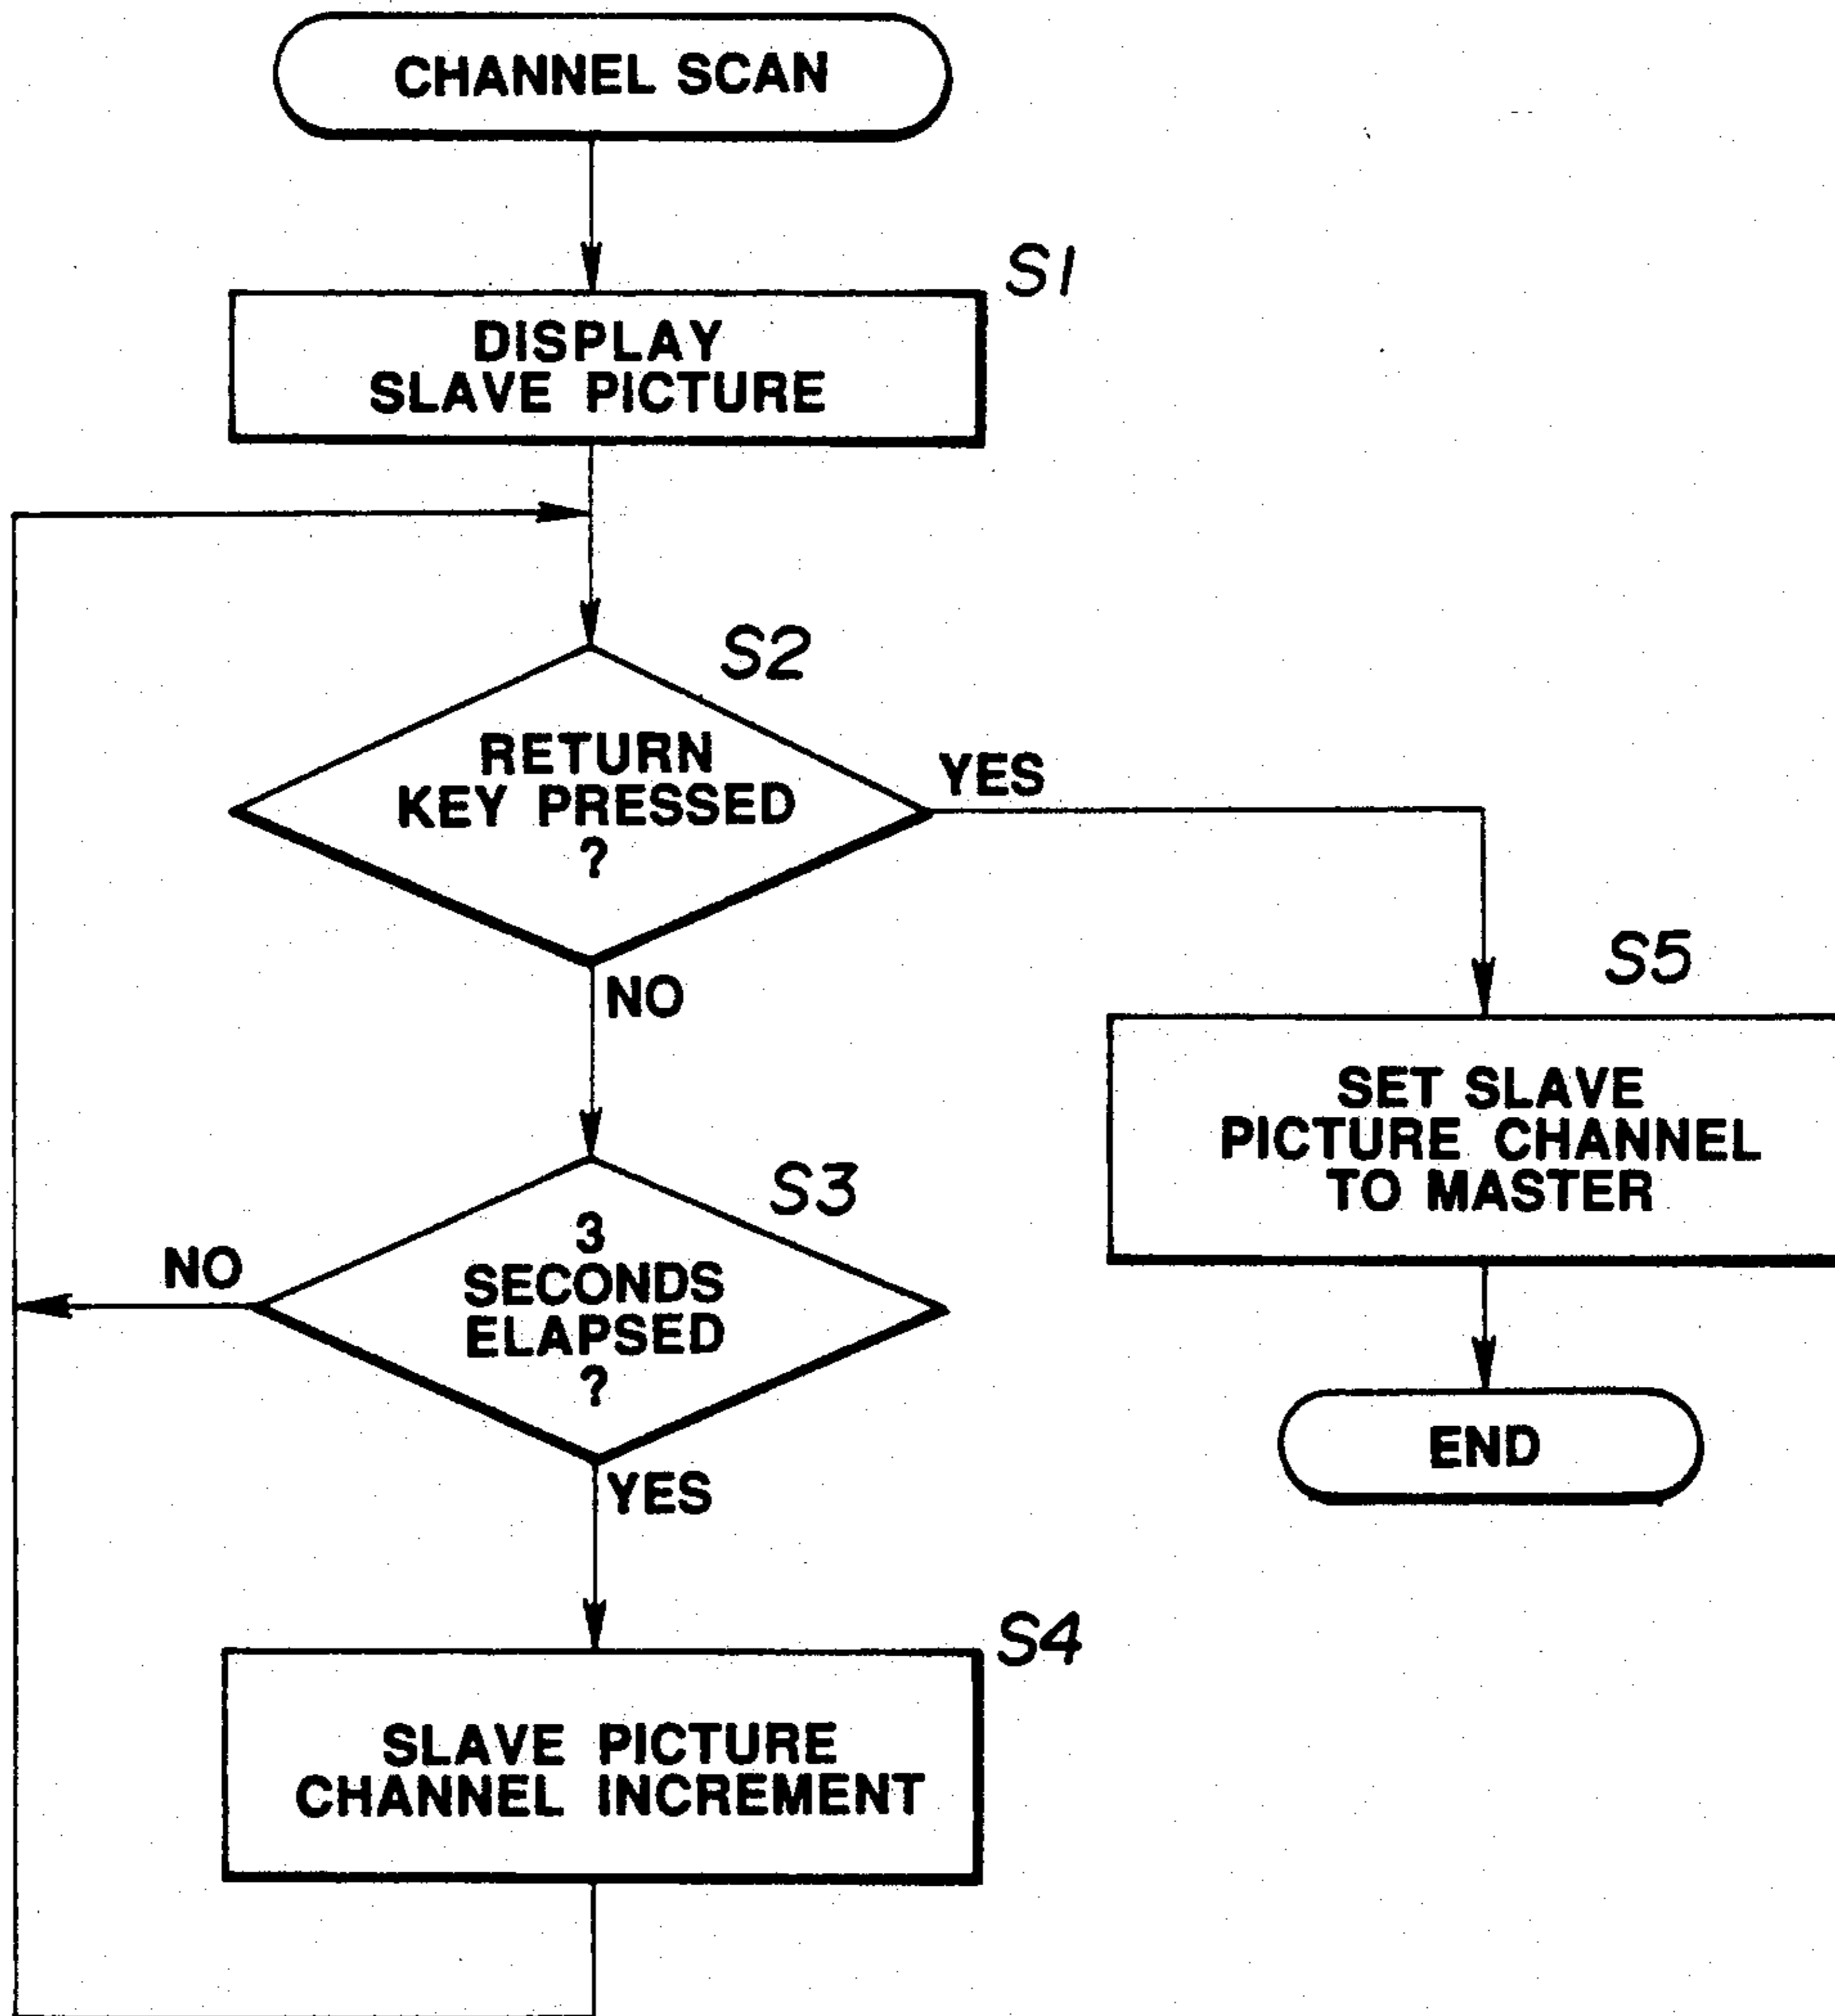 CHANNEL SCAN
S1
DISPLAY
SLAVE PICTURE
S2
RETURN
KEY PRESSED
?
YES
NO
S5
SET SLAVE
PICTURE CHANNEL
TO MASTER
S3
3
SECONDS
ELAPSED
?
NO
YES
END
S4
SLAVE PICTURE
CHANNEL INCREMENT